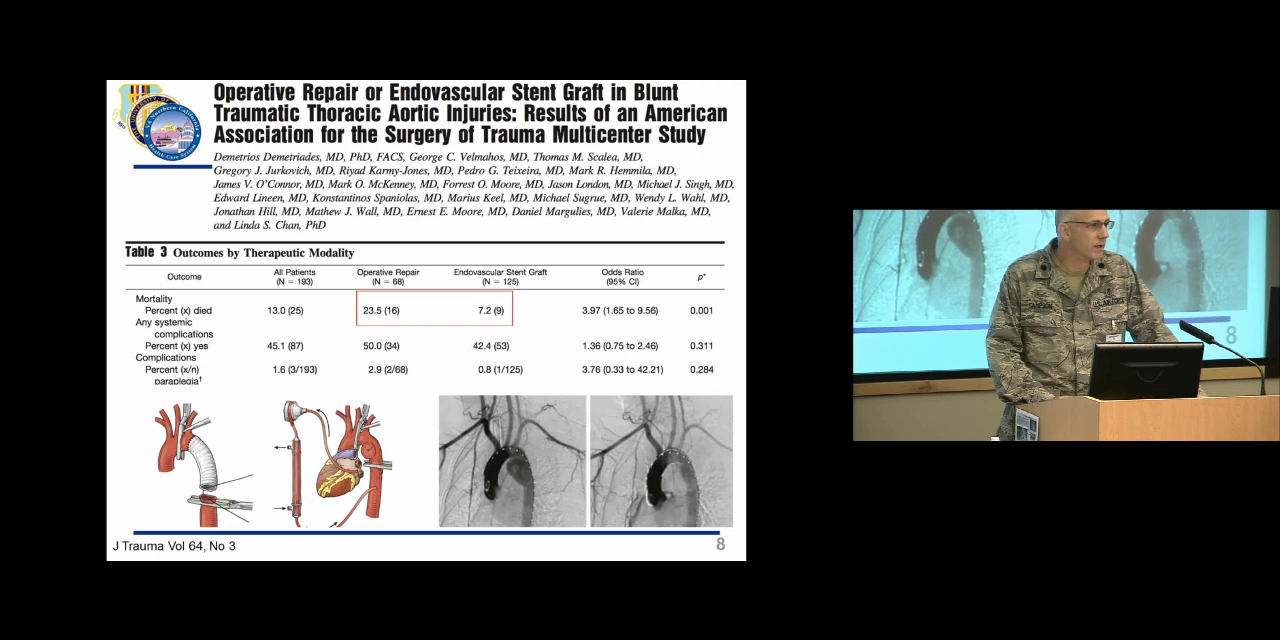 Operative Repair or Endovascular Stent Graft in Blunt
Traumatic Thoracic Aortic Injuries: Results of an American
Association for the Surgery of Trauma Multicenter Study
Demetrios Demetriades, MD, PhD, FACS, George C. Velmahos, MD, Thomas M. Scalea, MD,
Gregory J. Jurkovich, MD, Riyad Karmy-Jones, MD, Pedro G. Teixeira, MD, Mark R. Hemmila, MD,
James V. O'Connor, MD, Mark O. McKenney, MD, Forrest O. Moore, MD, Jason London, MD, Michael J. Singh, MD,
Edward Lineen, MD, Konstantinos Spaniolas, MD, Marius Keel, MD, Michael Sugrue, MD, Wendy L. Wahl, MD,
Jonathan Hill, MD, Mathew J. Wall, MD, Ernest E. Moore, MD, Daniel Margulies, MD, Valerie Malka, MD,
and Linda S. Chan, PhD
Table 3 Outcomes by Therapeutic Modality
Outcome All Patients (N = 193) Operative Repair (N = 68) Endovascular Stent Graft (N = 125) Odds Ratio (95% CI) p*
Mortality
Percent (x) died 13.0 (25) 23.5 (16) 7.2 (9) 3.97 (1.65 to 9.56) 0.001
Any systemic
complications
Percent (x) yes 45.1 (87) 50.0 (34) 42.4 (53) 1.36 (0.75 to 2.46) 0.311
Complications
Percent (x/n) 1.6 (3/193) 2.9 (2/68) 0.8 (1/125) 3.76 (0.33 to 42.21) 0.284
paraplegia†
J Trauma Vol 64, No 3
8
8